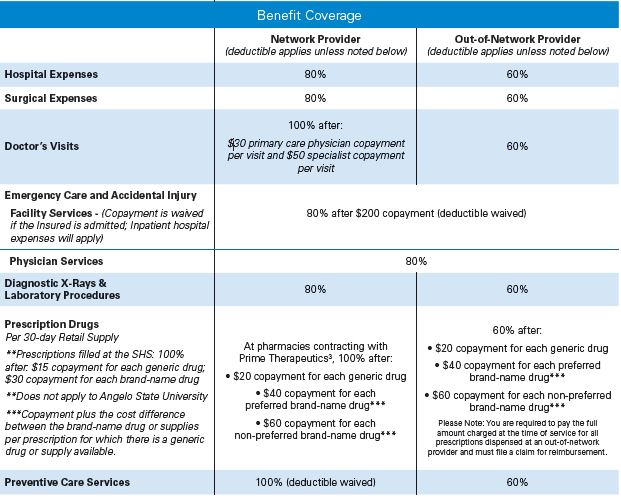 Benefit Coverage
Network Provider
(deductible applies unless noted below)
Out-of-Network Provider
(deductible applies unless noted below)
Hospital Expenses
80%
60%
Surgical Expenses
80%
60%
Doctor's Visits
100% after:
$30 primary care physician copayment
per visit and $50 specialist copayment
per visit
60%
Emergency Care and Accidental Injury
Facility Services - (Copayment is waived
if the Insured is admitted; Inpatient hospital
expenses will apply)
80% after $200 copayment (deductible waived)
Physician Services
80%
Diagnostic X-Rays &
Laboratory Procedures
80%
60%
Prescription Drugs
Per 30-day Retail Supply
**Prescriptions filled at the SHS: 100%
after: $15 copayment for each generic drug;
$30 copayment for each brand-name drug
**Does not apply to Angelo State University
***Copayment plus the cost difference
between the brand-name drug or supplies
per prescription for which there is a generic
drug or supply available.
At pharmacies contracting with
Prime Therapeutics³, 100% after:
• $20 copayment for each generic drug
• $40 copayment for each
preferred brand-name drug***
• $60 copayment for each
non-preferred brand-name drug***
60% after:
• $20 copayment for each generic drug
• $40 copayment for each preferred
brand-name drug***
• $60 copayment for each non-preferred
brand-name drug***
Please Note: You are required to pay the full
amount charged at the time of service for all
prescriptions dispensed at an out-of-network
provider and must file a claim for reimbursement.
Preventive Care Services
100% (deductible waived)
60%